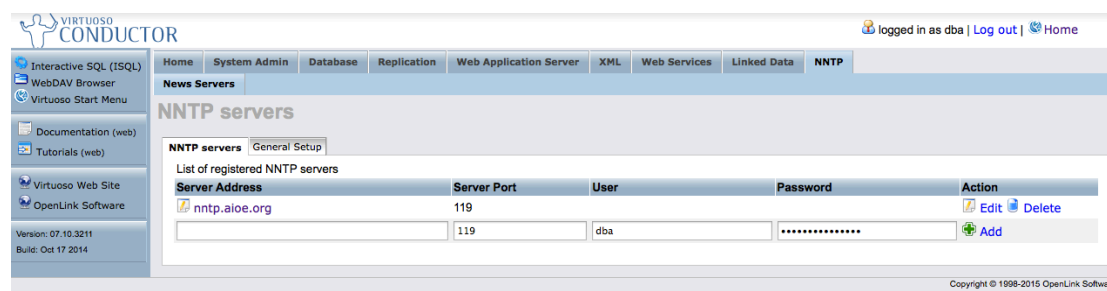 VIRTUOSO
CONDUCTOR
logged in as dba | Log out | Home
Interactive SQL (ISQL)
WebDAV Browser
Virtuoso Start Menu
Documentation (web)
Tutorials (web)
Virtuoso Web Site
OpenLink Software
Version: 07.10.3211
Build: Oct 17 2014
Home System Admin Database Replication Web Application Server XML Web Services Linked Data NNTP
News Servers
NNTP servers
NNTP servers General Setup
List of registered NNTP servers
Server Address Server Port User Password Action
nntp.aioe.org 119 Edit Delete
119 dba ••••••••••••••• Add
Copyright © 1998-2015 OpenLink Softwa